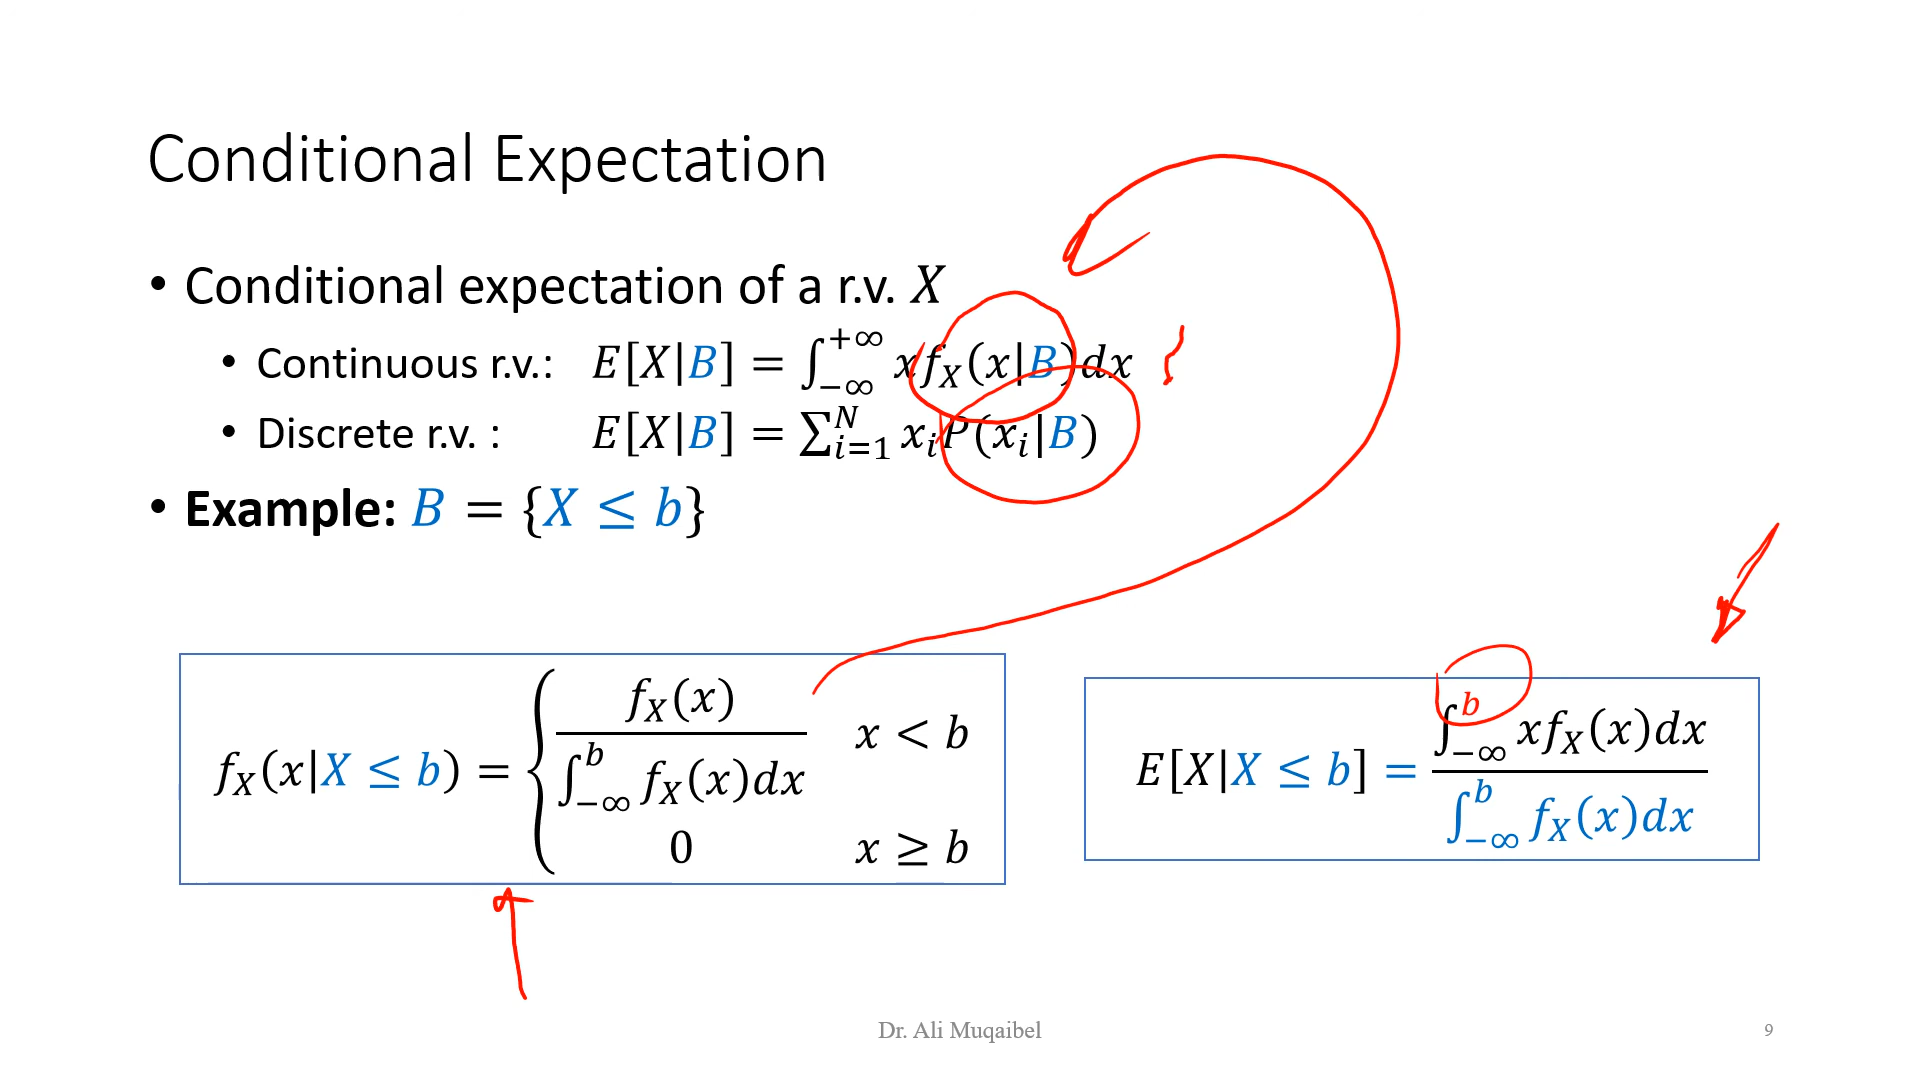 Conditional Expectation
• Conditional expectation of a r.v. X
• Continuous r.v.: E[X|B] = ∫_{−∞}^{+∞} x f_X(x|B)dx
• Discrete r.v. : E[X|B] = ∑_{i=1}^{N} x_i P(x_i|B)
• Example: B = {X ≤ b}
f_X(x|X ≤ b) = { f_X(x) / ∫_{−∞}^{b} f_X(x)dx x < b
0 x ≥ b
E[X|X ≤ b] = ∫_{−∞}^{b} x f_X(x)dx / ∫_{−∞}^{b} f_X(x)dx
Dr. Ali Muqaibel
9